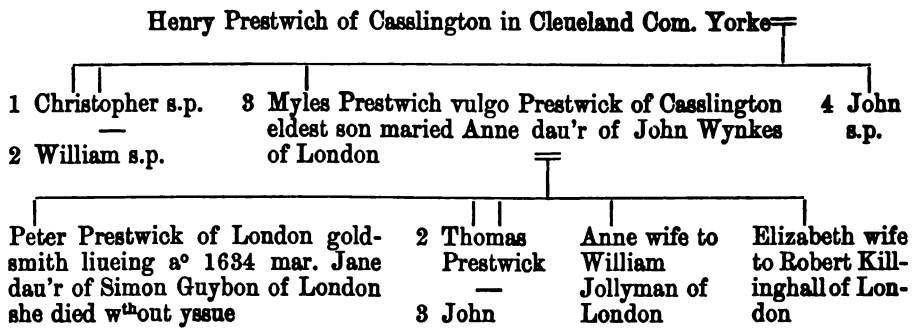 Henry Prestwich of Casslington in Cleueland Com. Yorke
1 Christopher s.p.
—
2 William s.p.
3 Myles Prestwich vulgo Prestwick of Casslington
eldest son maried Anne dau'r of John Wynkes
of London
4 John
s.p.
Peter Prestwick of London gold-
smith liueing a° 1634 mar. Jane
dau'r of Simon Guybon of London
she died wthout yssue
2 Thomas
Prestwick
—
3 John
Anne wife to
William
Jollyman of
London
Elizabeth wife
to Robert Kill-
inghall of Lon-
don